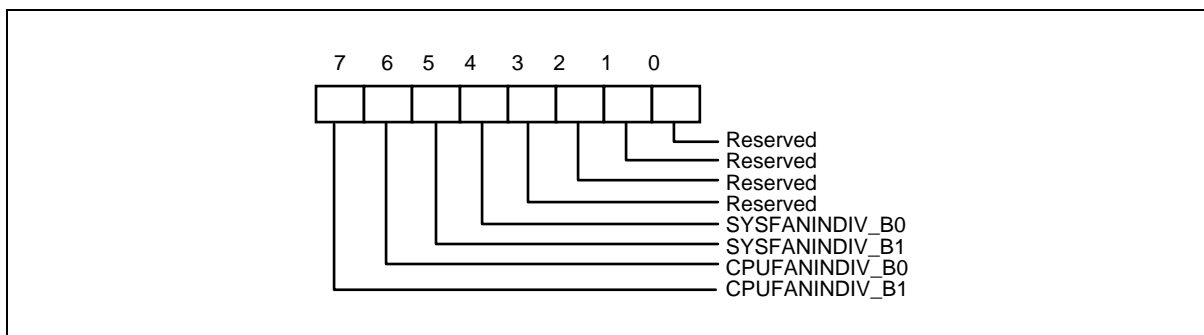 7 6 5 4 3 2 1 0
Reserved
Reserved
Reserved
Reserved
SYSFANINDIV_B0
SYSFANINDIV_B1
CPUFANINDIV_B0
CPUFANINDIV_B1